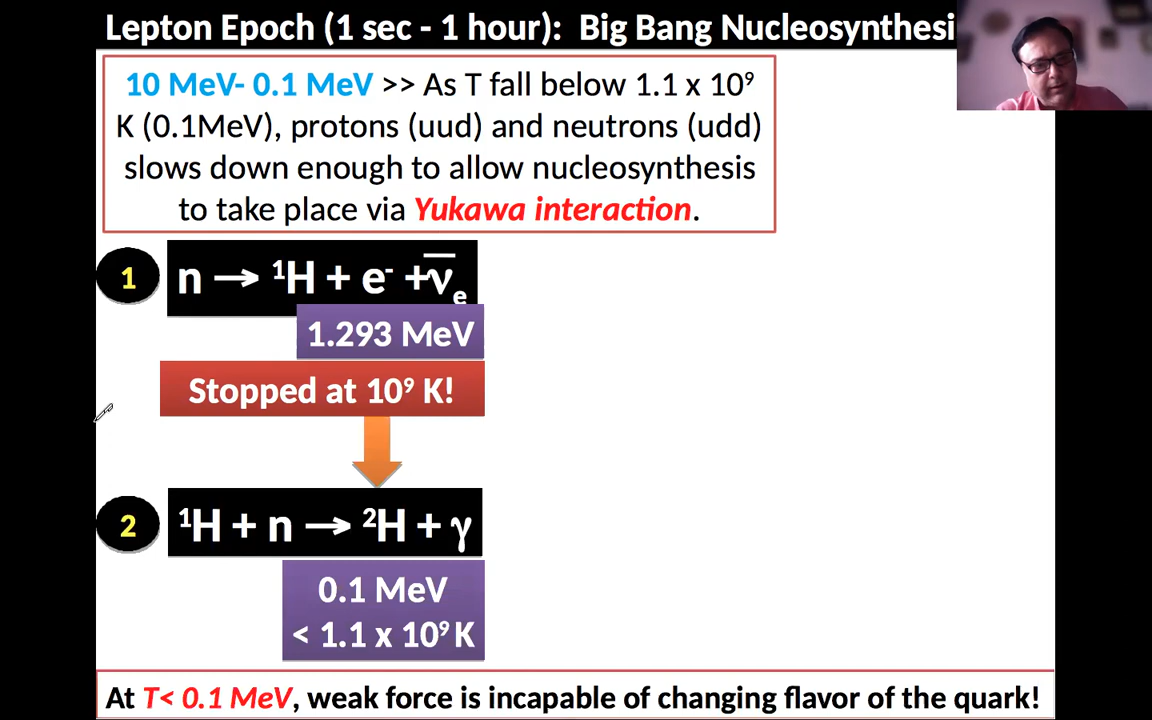 Lepton Epoch (1 sec - 1 hour): Big Bang Nucleosynthesi
10 MeV- 0.1 MeV >> As T fall below 1.1 x 10⁹
K (0.1MeV), protons (uud) and neutrons (udd)
slows down enough to allow nucleosynthesis
to take place via Yukawa interaction.
1 n → ¹H + e⁻ + ν̅ₑ
1.293 MeV
Stopped at 10⁹ K!
2 ¹H + n → ²H + γ
0.1 MeV
< 1.1 x 10⁹ K
At T< 0.1 MeV, weak force is incapable of changing flavor of the quark!